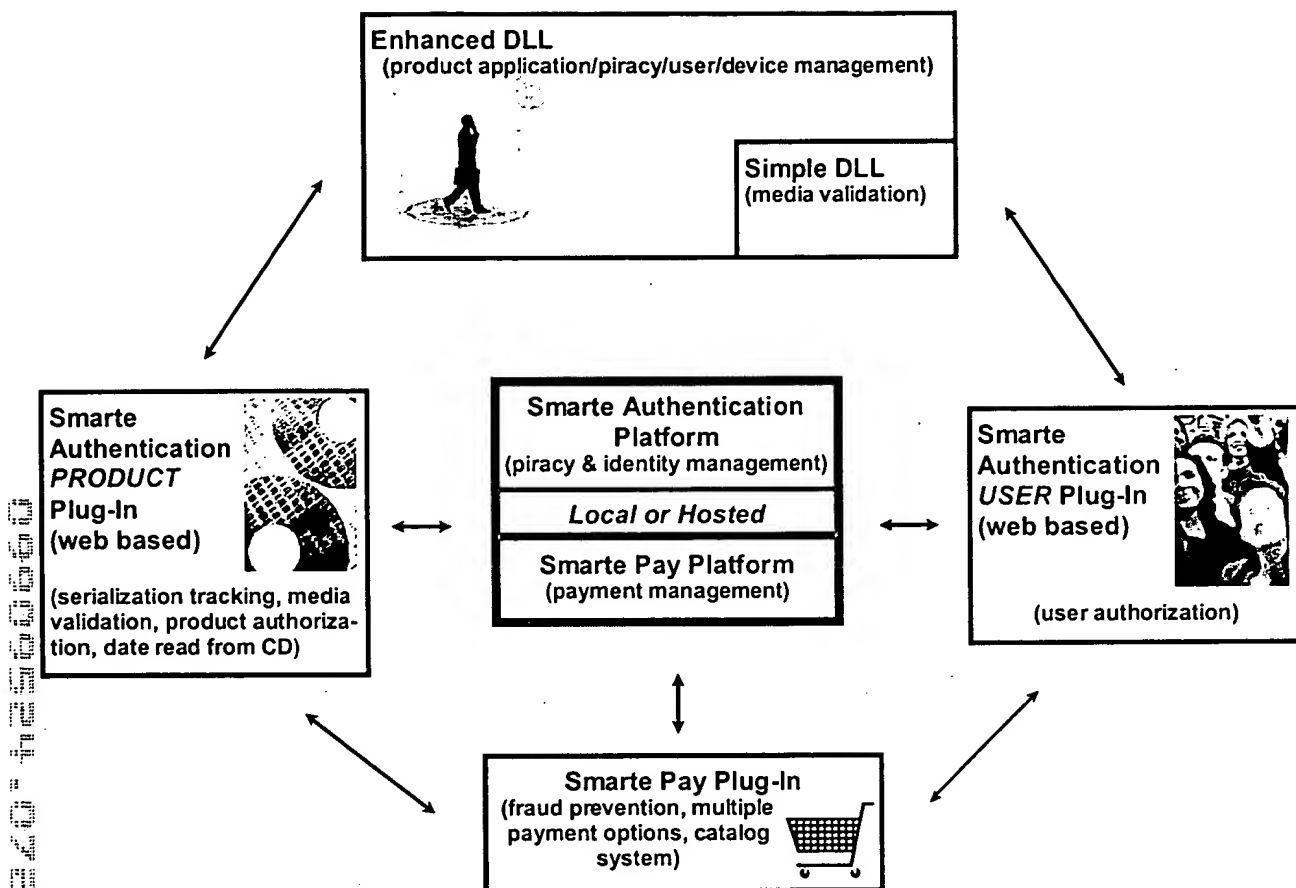 Enhanced DLL
(product application/piracy/user/device management)
Simple DLL
(media validation)
Smarte
Authentication
PRODUCT
Plug-In
(web based)
(serialization tracking, media
validation, product authoriza-
tion, date read from CD)
Smarte Authentication
Platform
(piracy & identity management)
Local or Hosted
Smarte Pay Platform
(payment management)
Smarte
Authentication
USER Plug-In
(web based)
(user authorization)
Smarte Pay Plug-In
(fraud prevention, multiple
payment options, catalog
system)